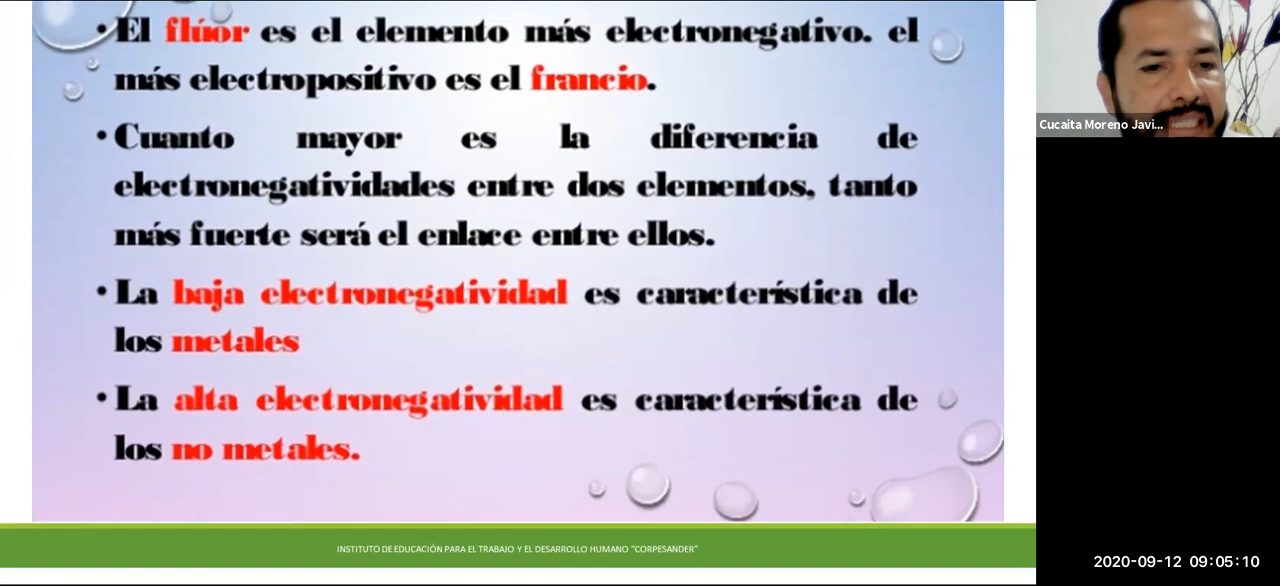 • El flúor es el elemento más electronegativo. el
más electropositivo es el francio.
• Cuanto mayor es la diferencia de
electronegatividades entre dos elementos, tanto
más fuerte será el enlace entre ellos.
• La baja electronegatividad es característica de
los metales
• La alta electronegatividad es característica de
los no metales.
INSTITUTO DE EDUCACIÓN PARA EL TRABAJO Y EL DESARROLLO HUMANO "CORPESANDER"
Cucaita Moreno Javi...
2020-09-12 09:05:10